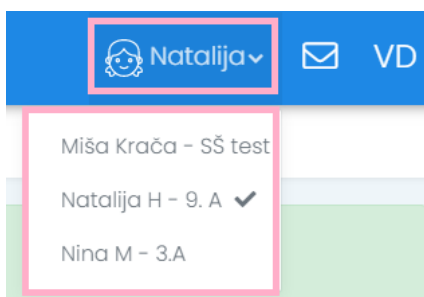 Natalija
VD
Miša Krača - SŠ test
Natalija H - 9. A
Nina M - 3.A